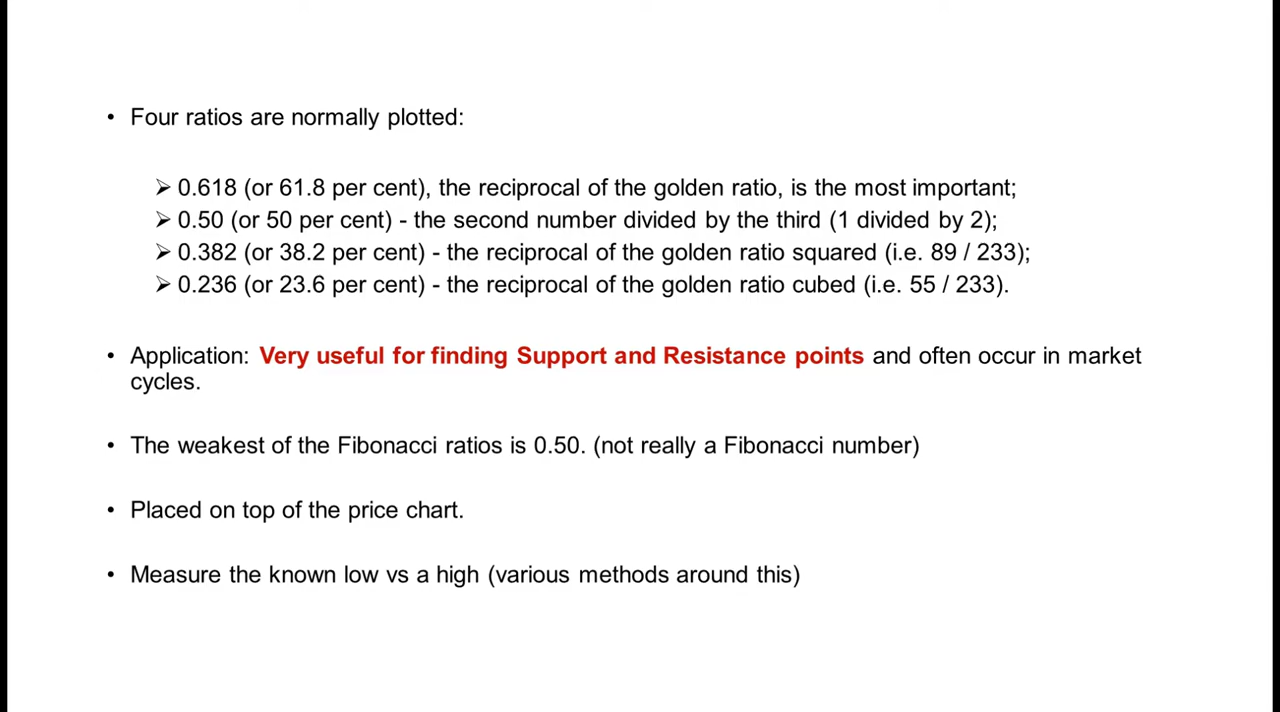 • Four ratios are normally plotted:
➢ 0.618 (or 61.8 per cent), the reciprocal of the golden ratio, is the most important;
➢ 0.50 (or 50 per cent) - the second number divided by the third (1 divided by 2);
➢ 0.382 (or 38.2 per cent) - the reciprocal of the golden ratio squared (i.e. 89 / 233);
➢ 0.236 (or 23.6 per cent) - the reciprocal of the golden ratio cubed (i.e. 55 / 233).
• Application: Very useful for finding Support and Resistance points and often occur in market
cycles.
• The weakest of the Fibonacci ratios is 0.50. (not really a Fibonacci number)
• Placed on top of the price chart.
• Measure the known low vs a high (various methods around this)